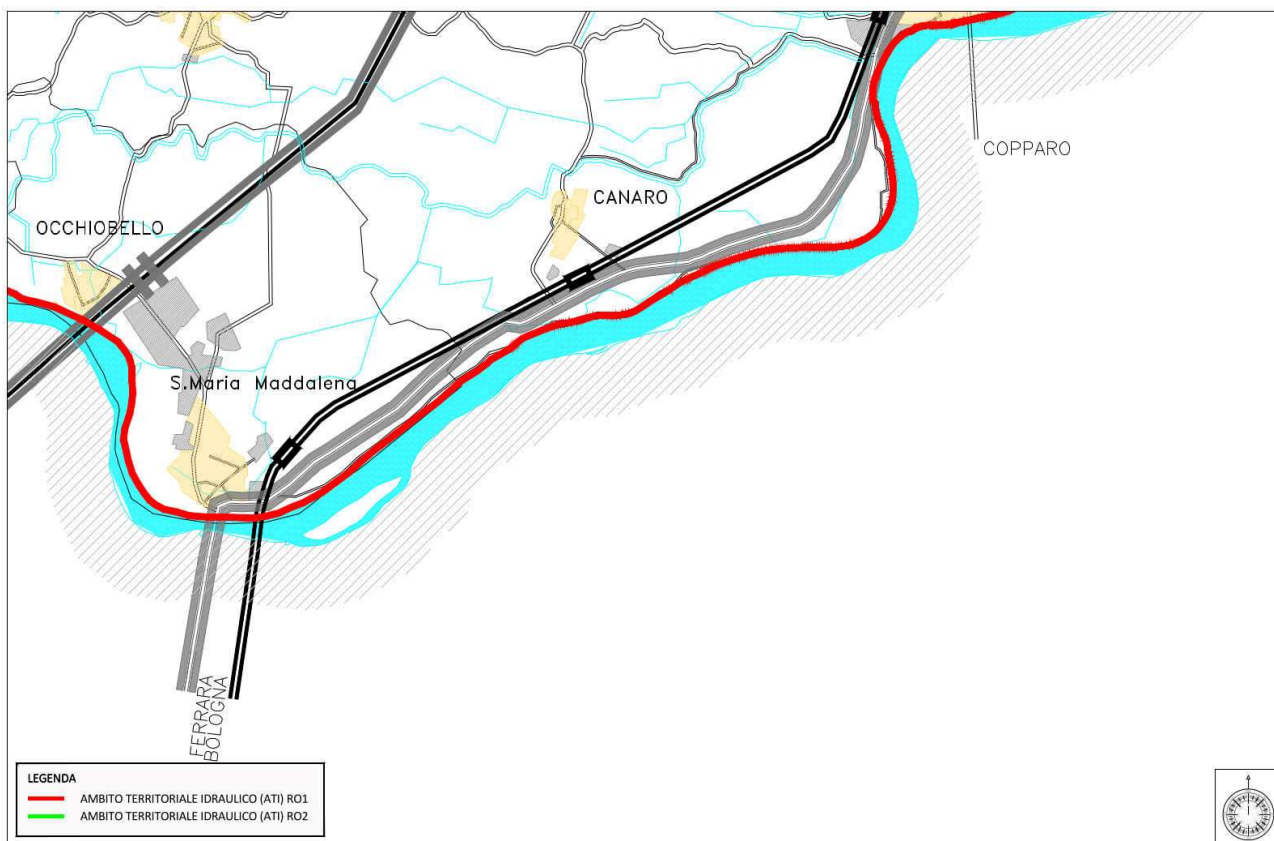 COPPARO
CANARO
OCCHIOBELLO
S.Maria Maddalena
FERRARA
BOLOGNA
LEGENDA
AMBITO TERRITORIALE IDRAULICO (ATI) RO1
AMBITO TERRITORIALE IDRAULICO (ATI) RO2